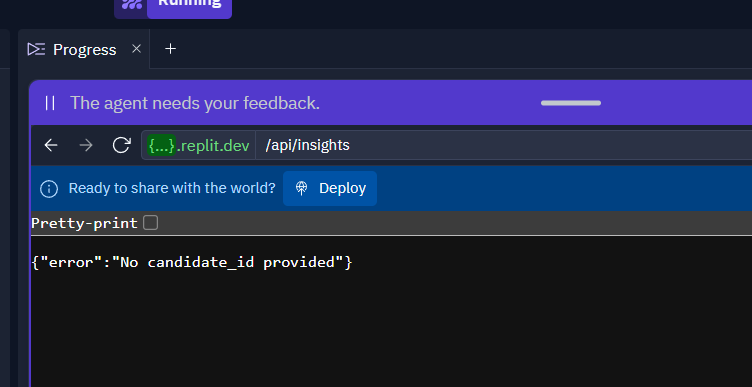 Running
Progress
The agent needs your feedback.
{...}.replit.dev /api/insights
Ready to share with the world? Deploy
Pretty-print
{"error":"No candidate_id provided"}